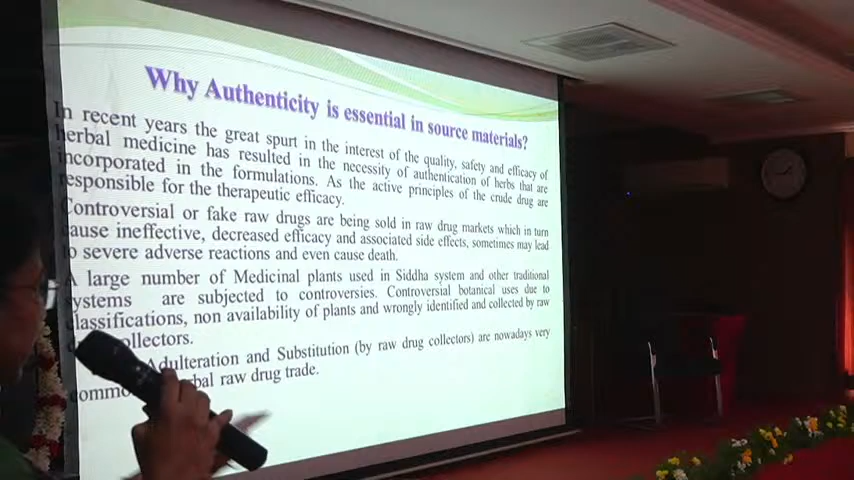 Why Authenticity is essential in source materials?
In recent years the great spurt in the interest of the quality, safety and efficacy of
herbal medicine has resulted in the necessity of authentication of herbs that are
incorporated in the formulations. As the active principles of the crude drug are
responsible for the therapeutic efficacy.
Controversial or fake raw drugs are being sold in raw drug markets which in turn
cause ineffective, decreased efficacy and associated side effects, sometimes may lead
to severe adverse reactions and even cause death.
A large number of Medicinal plants used in Siddha system and other traditional
systems are subjected to controversies. Controversial botanical uses due to
classifications, non availability of plants and wrongly identified and collected by raw
collectors.
Adulteration and Substitution (by raw drug collectors) are nowadays very
raw drug trade.